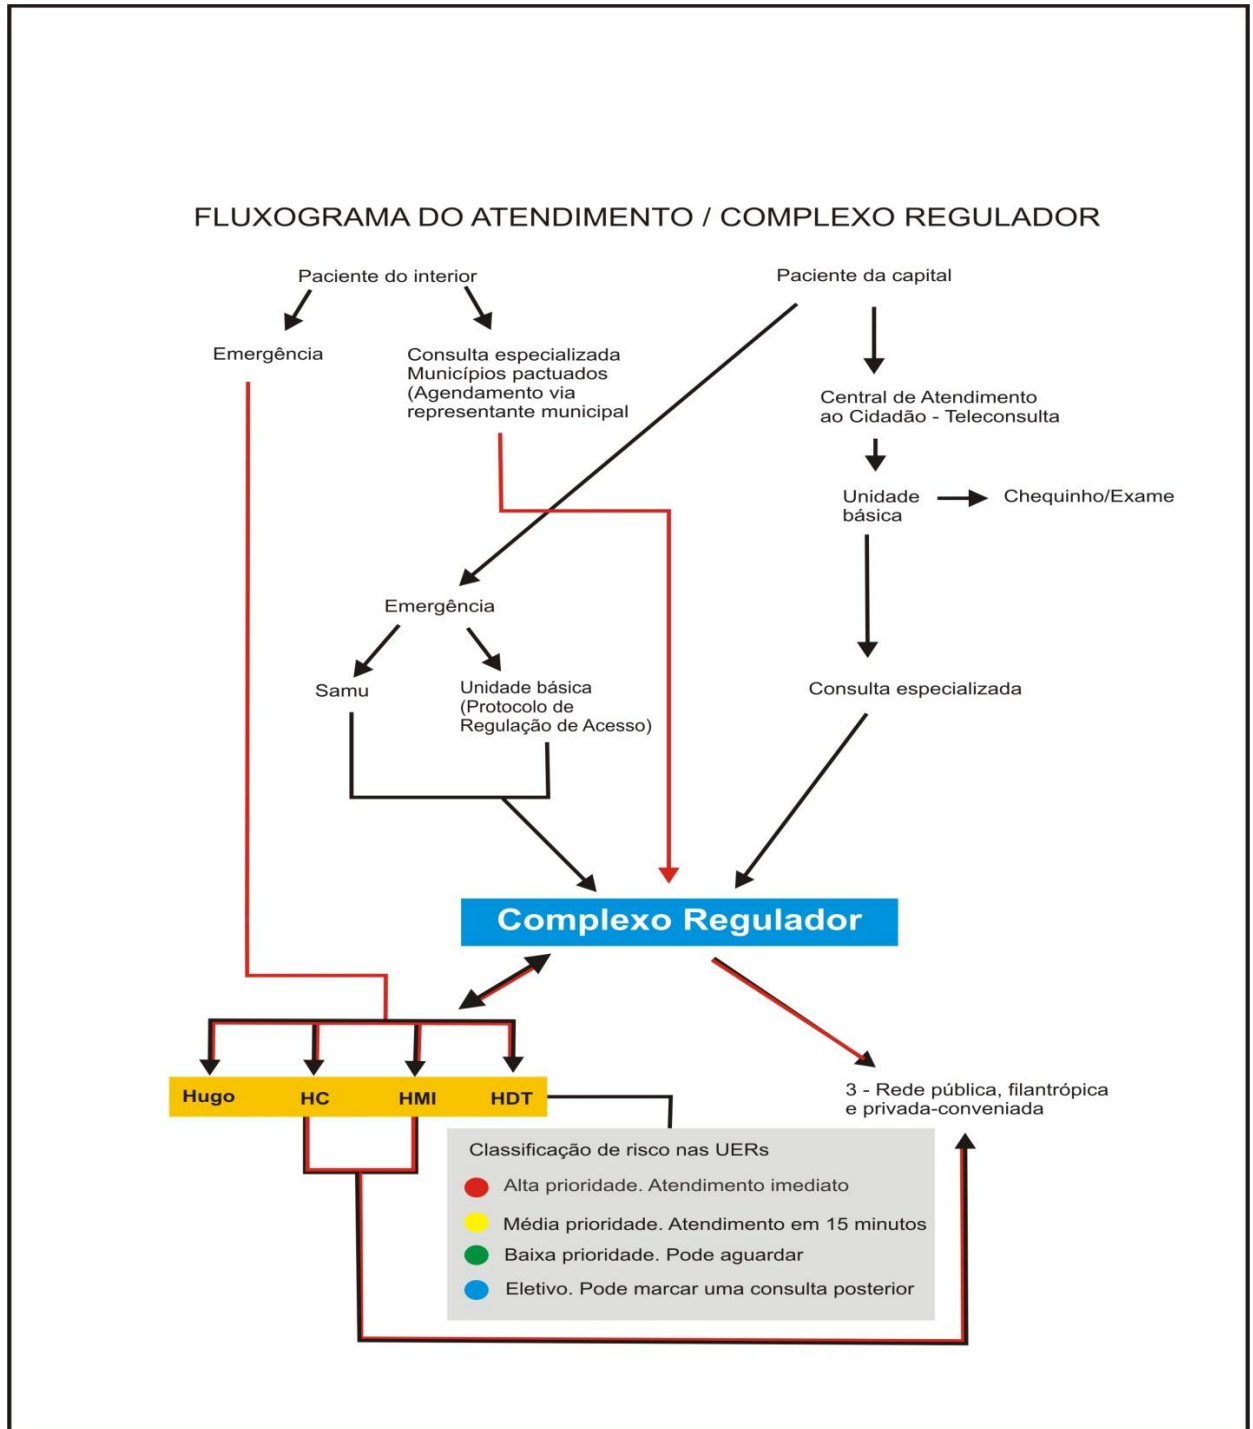 FLUXOGRAMA DO ATENDIMENTO / COMPLEXO REGULADOR
Paciente do interior
Paciente da capital
Emergência
Consulta especializada
Municípios pactuados
(Agendamento via
representante municipal
Central de Atendimento
ao Cidadão - Teleconsulta
Unidade
básica
Chequinho/Exame
Emergência
Samu
Unidade básica
(Protocolo de
Regulação de Acesso)
Consulta especializada
Complexo Regulador
Hugo
HC
HMI
HDT
3 - Rede pública, filantrópica
e privada-conveniada
Classificação de risco nas UERs
Alta prioridade. Atendimento imediato
Média prioridade. Atendimento em 15 minutos
Baixa prioridade. Pode aguardar
Eletivo. Pode marcar uma consulta posterior